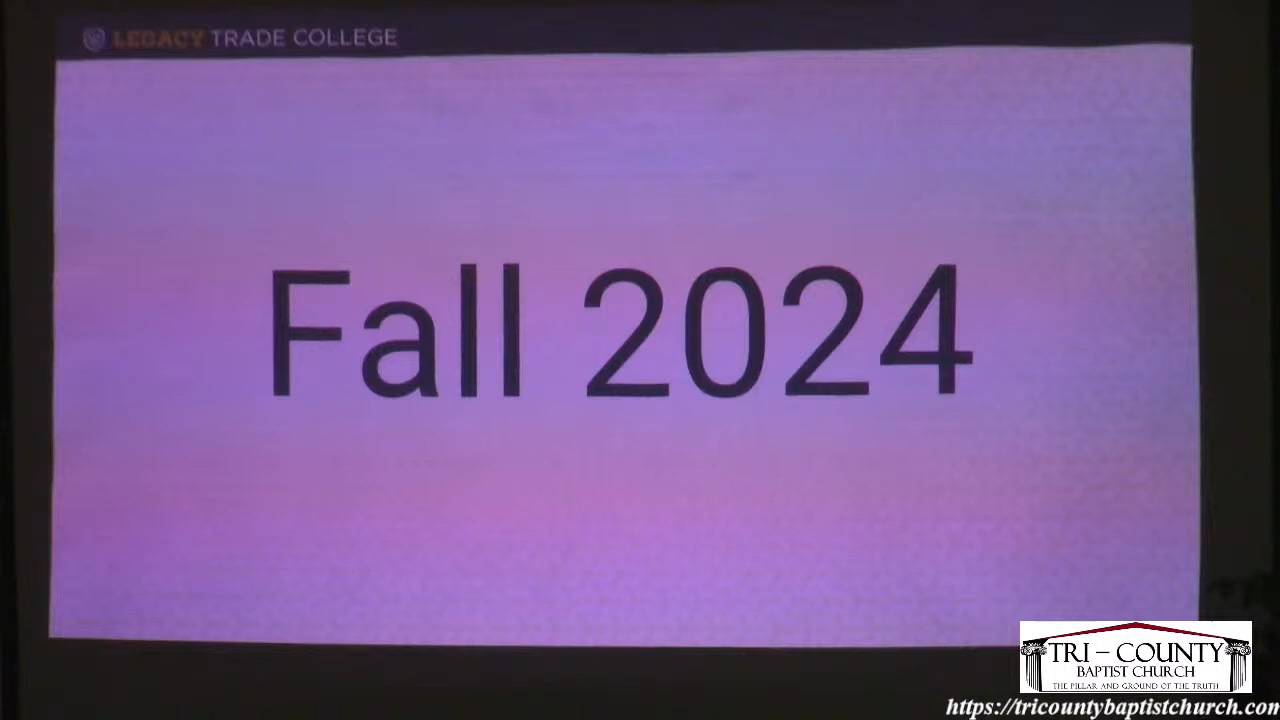 LEGACY TRADE COLLEGE
Fall 2024
TRI – COUNTY
BAPTIST CHURCH
THE PILLAR AND GROUND OF THE TRUTH
https://tricountybaptistchurch.com